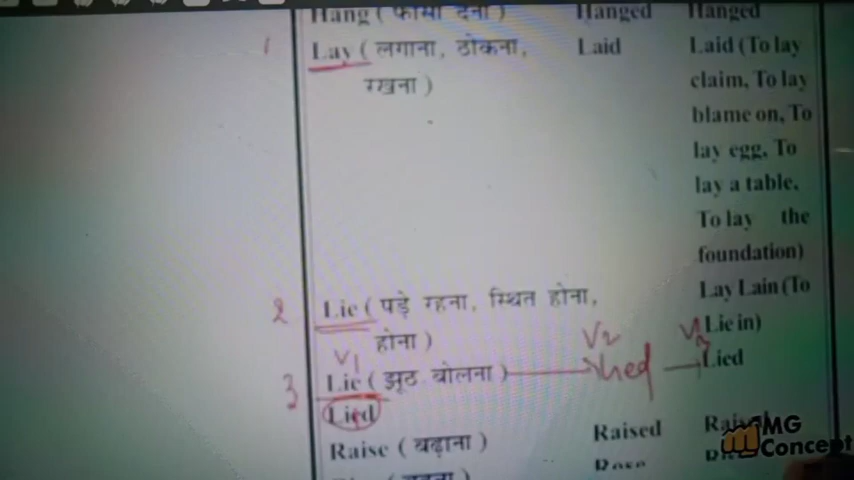 Hang ( फांसी देना ) Hanged Hanged
1 Lay ( लगाना, ठोकना, Laid Laid (To lay
रखना ) claim, To lay
blame on, To
lay egg, To
lay a table,
To lay the
foundation)
2 Lie ( पड़े रहना, स्थित होना, Lay Lain (To
होना ) V2 V3 Lie in)
V1
3 Lie ( झूठ बोलना ) lied Lied
Lied
Raise ( बढ़ाना ) Raised
MG
Concept